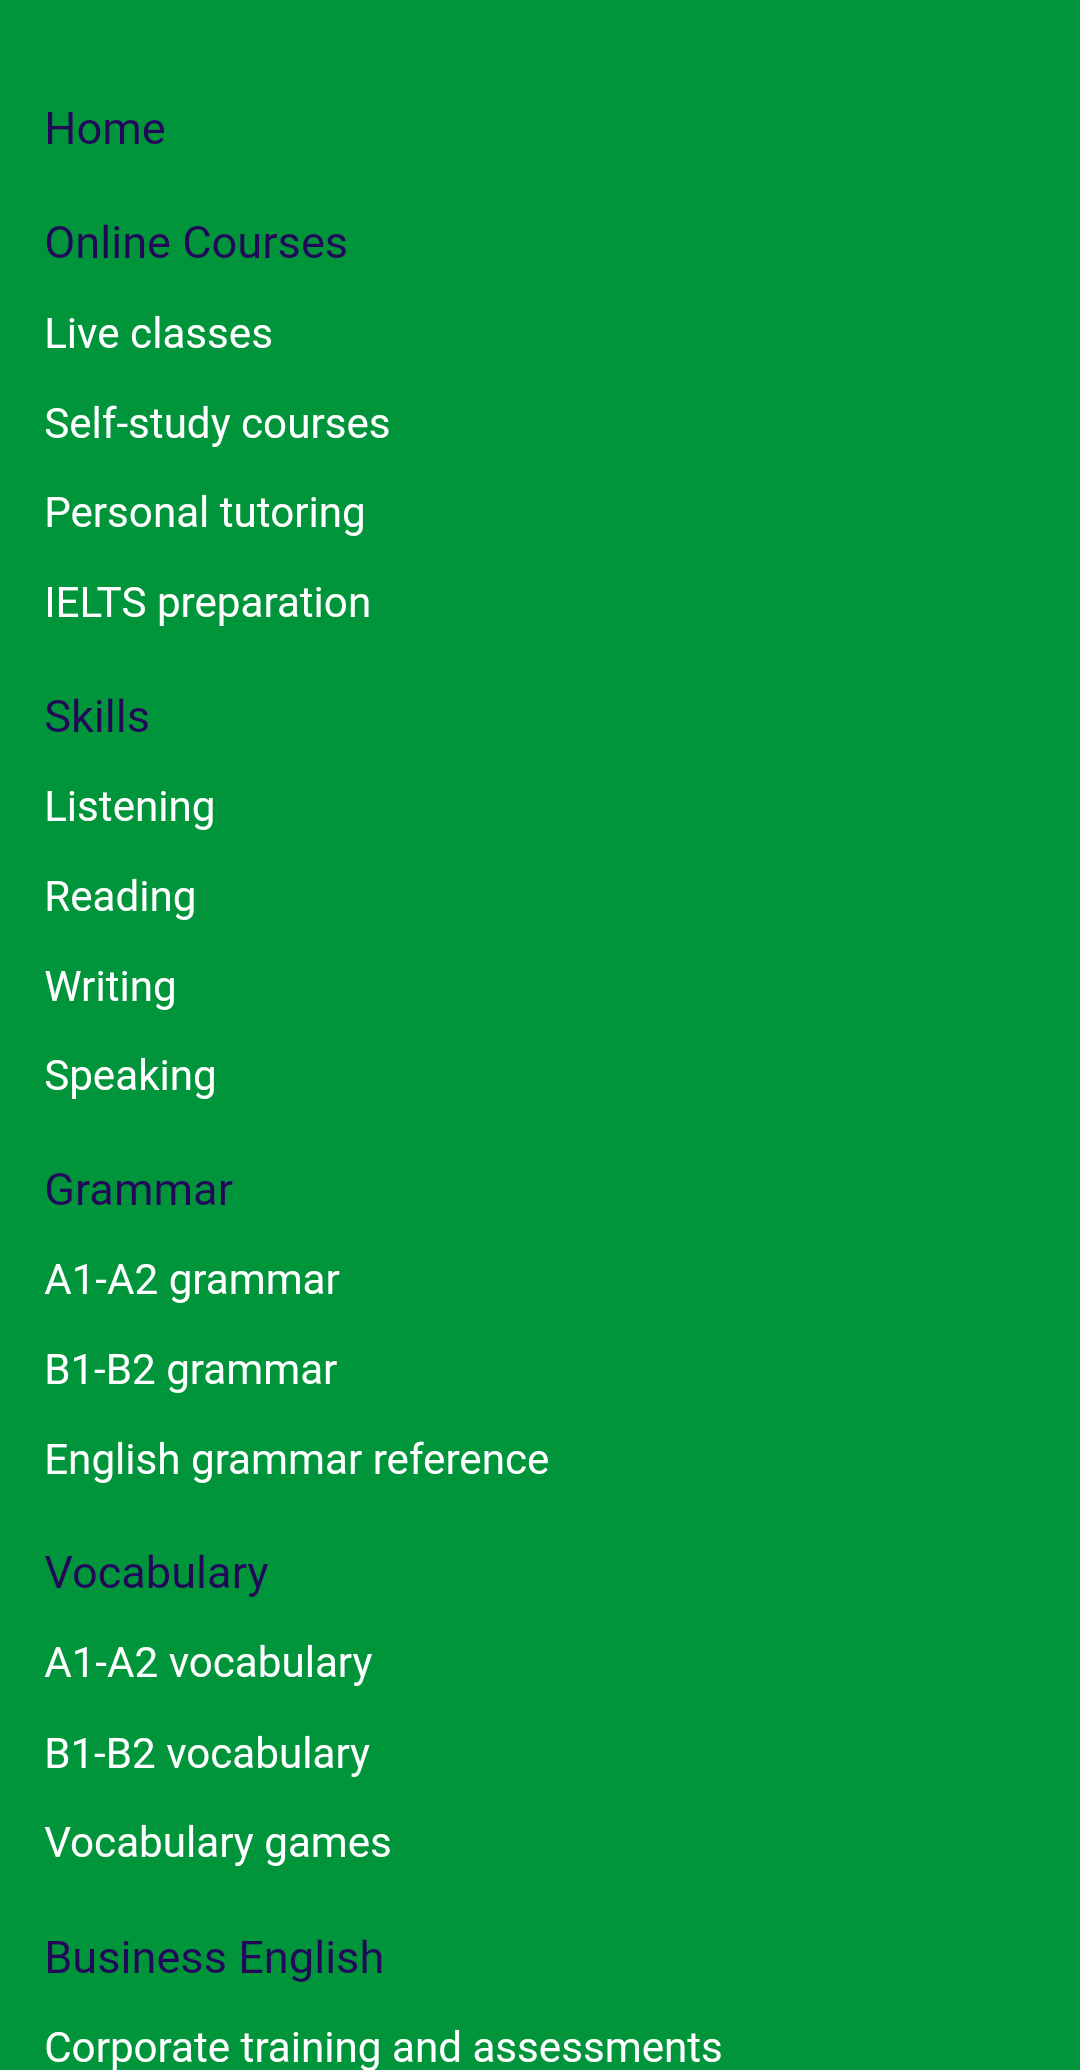 Home
Online Courses
Live classes
Self-study courses
Personal tutoring
IELTS preparation
Skills
Listening
Reading
Writing
Speaking
Grammar
A1-A2 grammar
B1-B2 grammar
English grammar reference
Vocabulary
A1-A2 vocabulary
B1-B2 vocabulary
Vocabulary games
Business English
Corporate training and assessments